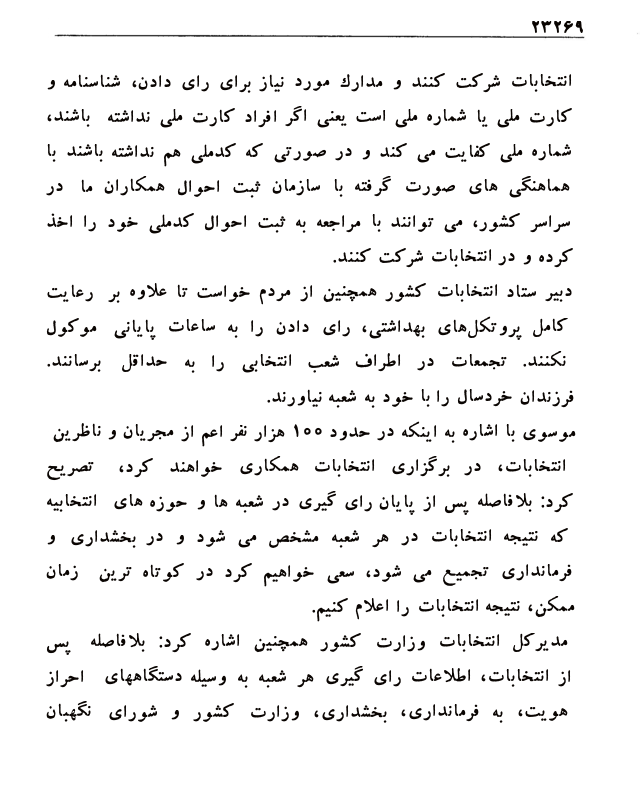 ۲۳۲۶۹
انتخابات شرکت کنند و مدارك مورد نیاز برای رای دادن، شناسنامه و
کارت ملی یا شماره ملی است یعنی اگر افراد کارت ملی نداشته باشند،
شماره ملی کفایت می کند و در صورتی که کدملی هم نداشته باشند با
هماهنگی های صورت گرفته با سازمان ثبت احوال همکاران ما در
سراسر کشور، می توانند با مراجعه به ثبت احوال کدملی خود را اخذ
کرده و در انتخابات شرکت کنند.
دبیر ستاد انتخابات کشور همچنین از مردم خواست تا علاوه بر رعایت
کامل پروتکل‌های بهداشتی، رای دادن را به ساعات پایانی موکول
نکنند. تجمعات در اطراف شعب انتخابی را به حداقل برسانند.
فرزندان خردسال را با خود به شعبه نیاورند.
موسوی با اشاره به اینکه در حدود ۱۰۰ هزار نفر اعم از مجریان و ناظرین
انتخابات، در برگزاری انتخابات همکاری خواهند کرد، تصریح
کرد: بلافاصله پس از پایان رای گیری در شعبه ها و حوزه های انتخابیه
که نتیجه انتخابات در هر شعبه مشخص می شود و در بخشداری و
فرمانداری تجمیع می شود، سعی خواهیم کرد در کوتاه ترین زمان
ممکن، نتیجه انتخابات را اعلام کنیم.
مدیرکل انتخابات وزارت کشور همچنین اشاره کرد: بلافاصله پس
از انتخابات، اطلاعات رای گیری هر شعبه به وسیله دستگاههای احراز
هویت، به فرمانداری، بخشداری، وزارت کشور و شورای نگهبان